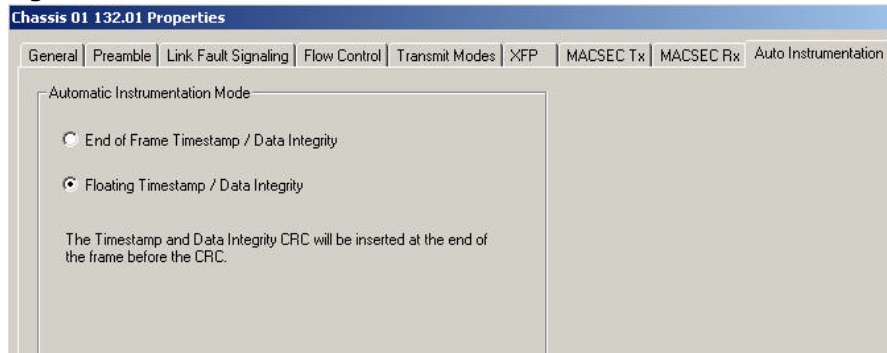 Chassis 01 132.01 Properties
General Preamble Link Fault Signaling Flow Control Transmit Modes XFP MACSEC Tx MACSEC Rx Auto Instrumentation
Automatic Instrumentation Mode
End of Frame Timestamp / Data Integrity
Floating Timestamp / Data Integrity
The Timestamp and Data Integrity CRC will be inserted at the end of
the frame before the CRC.